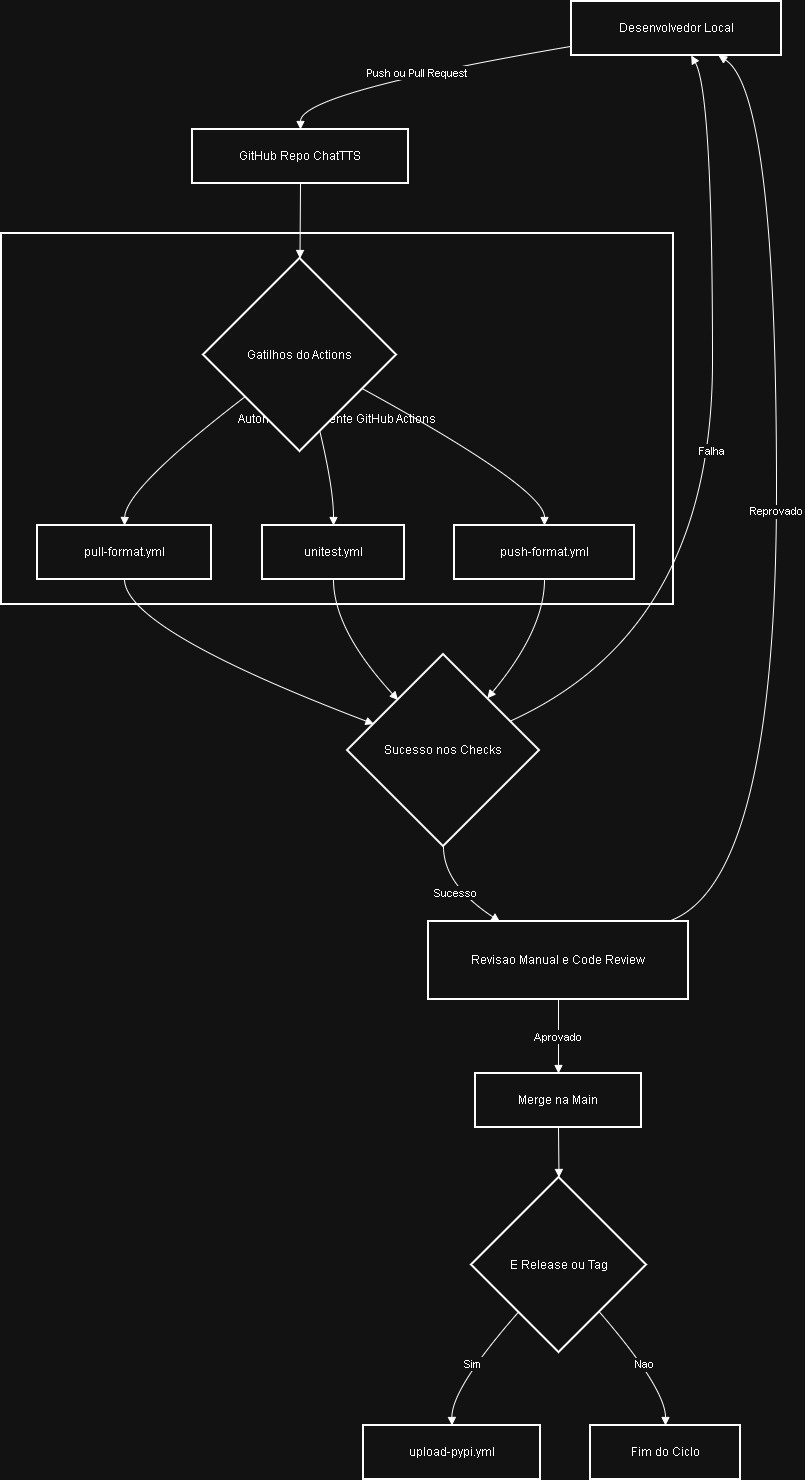 Desenvolvedor Local
Push ou Pull Request
GitHub Repo ChatTTS
Gatilhos do Actions
GitHub Actions
pull-format.yml
unitest.yml
push-format.yml
Falha
Reprovado
Sucesso nos Checks
Sucesso
Revisao Manual e Code Review
Aprovado
Merge na Main
E Release ou Tag
Sim
Nao
upload-pypi.yml
Fim do Ciclo